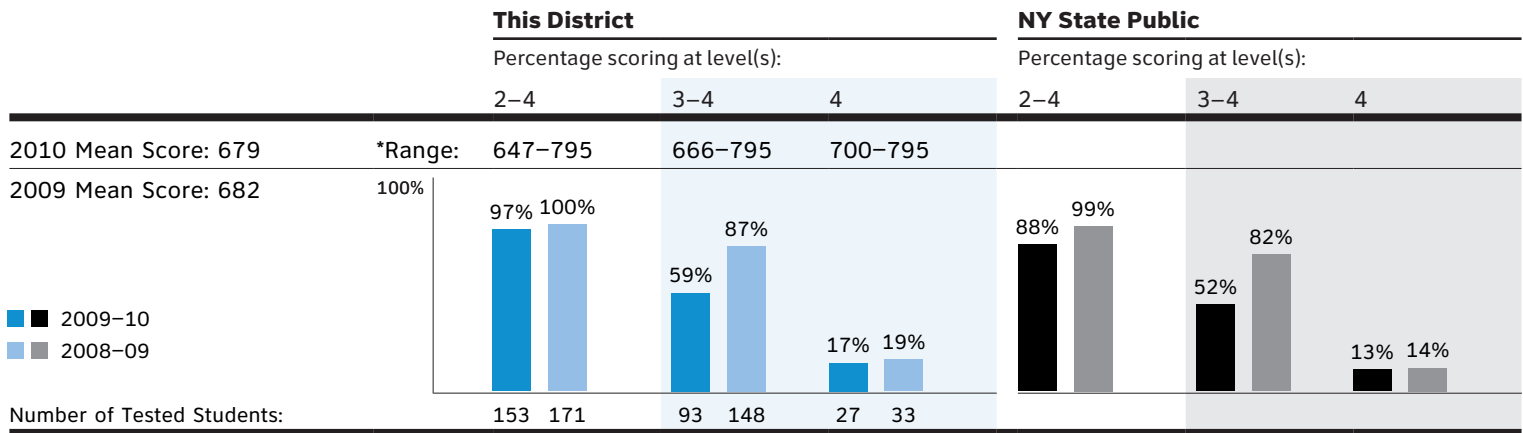 This District NY State Public
Percentage scoring at level(s): Percentage scoring at level(s):
2–4 3–4 4 2–4 3–4 4
2010 Mean Score: 679 *Range: 647–795 666–795 700–795
2009 Mean Score: 682 100%
97% 100% 87% 59% 17% 19% 88% 99% 82% 52% 13% 14%
2009–10
2008–09
Number of Tested Students: 153 171 93 148 27 33